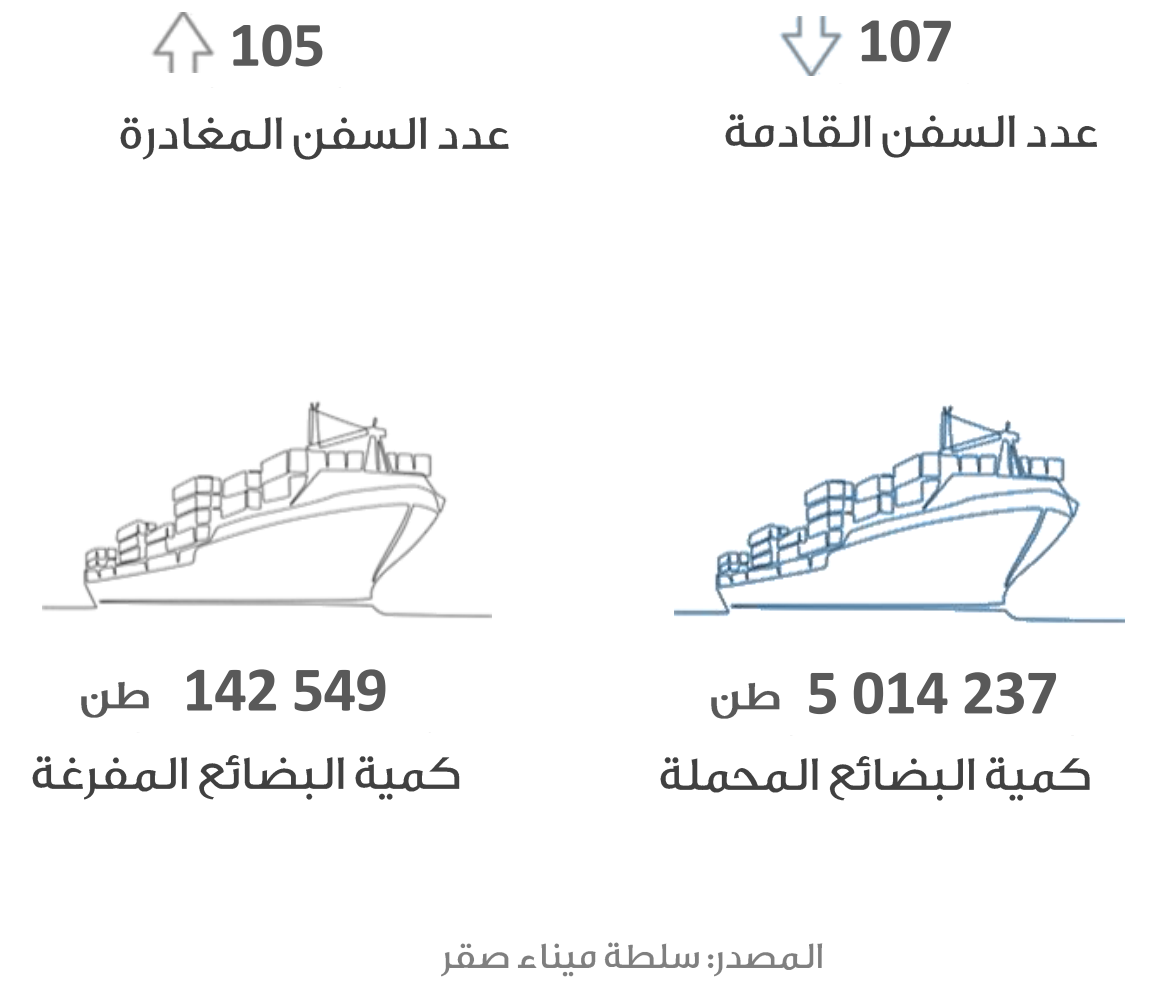 107
عدد السفن القادمة
105
عدد السفن المغادرة
5 014 237 طن
كمية البضائع المحملة
142 549 طن
كمية البضائع المفرغة
المصدر: سلطة ميناء صقر